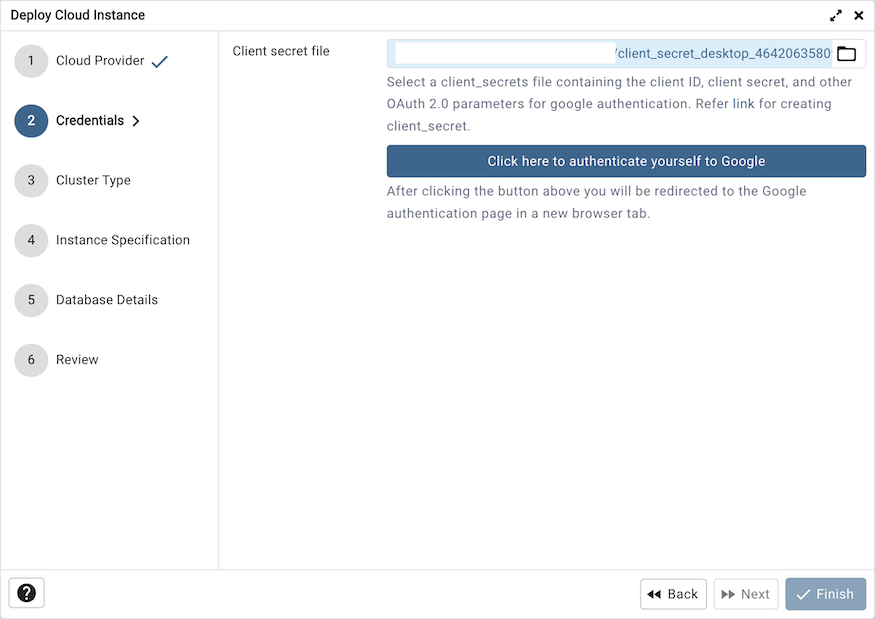 Deploy Cloud Instance
1 Cloud Provider
2 Credentials
3 Cluster Type
4 Instance Specification
5 Database Details
6 Review
Client secret file
/client_secret_desktop_4642063580
Select a client_secrets file containing the client ID, client secret, and other
OAuth 2.0 parameters for google authentication. Refer link for creating
client_secret.
Click here to authenticate yourself to Google
After clicking the button above you will be redirected to the Google
authentication page in a new browser tab.
?
Back
Next
Finish